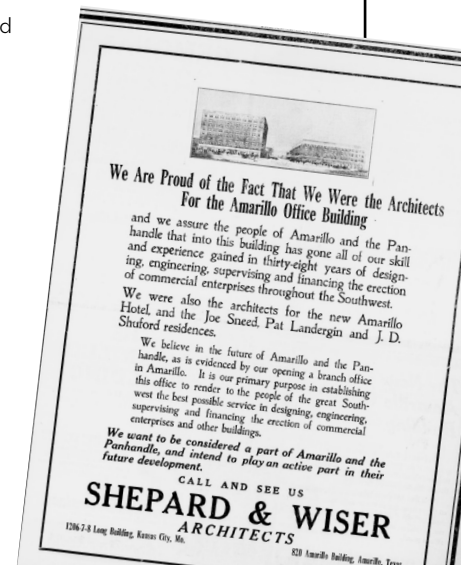 d
We Are Proud of the Fact That We Were the Architects
For the Amarillo Office Building
and we assure the people of Amarillo and the Pan-
handle that into this building has gone all of our skill
and experience gained in thirty-eight years of design-
ing, engineering, supervising and financing the erection
of commercial enterprises throughout the Southwest.
We were also the architects for the new Amarillo
Hotel, and the Joe Sneed, Pat Landergin and J. D.
Shuford residences.
We believe in the future of Amarillo and the Pan-
handle, as is evidenced by our opening a branch office
in Amarillo. It is our primary purpose in establishing
this office to render to the people of the great South-
west the best possible service in designing, engineering,
supervising and financing the erection of commercial
enterprises and other buildings.
We want to be considered a part of Amarillo and the
Panhandle, and intend to play an active part in their
future development.
CALL AND SEE US
SHEPARD & WISER
ARCHITECTS
1206-7-8 Long Building, Kansas City, Mo.
820 Amarillo Building, Amarillo, Texas